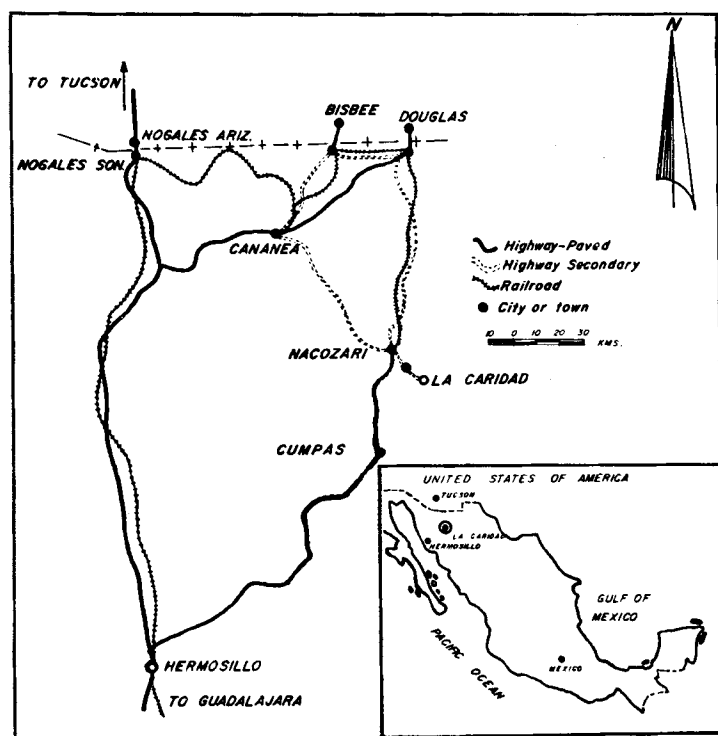 N
TO TUCSON
BISBEE
DOUGLAS
NOGALES ARIZ.
NOGALES SON.
CANANEA
Highway-Paved
Highway Secondary
Railroad
City or town
10 0 10 20 30
KMS.
NACOZARI
LA CARIDAD
CUMPAS
HERMOSILLO
TO GUADALAJARA
UNITED STATES OF AMERICA
TUCSON
LA CARIDAD
HERMOSILLO
GULF OF
MEXICO
PACIFIC OCEAN
MEXICO